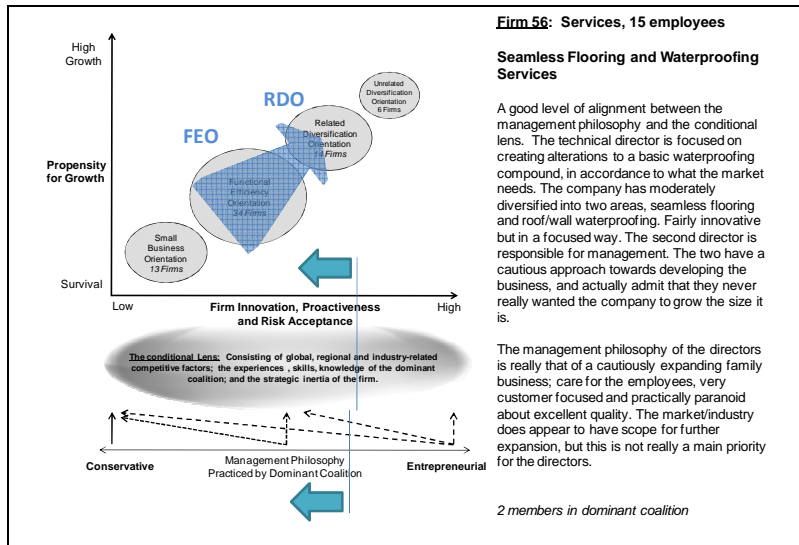 High
Growth
Propensity
for Growth
Survival
Unrelated
Diversification
Orientation
6 Firms
RDO
Related
Diversification
Orientation
14 Firms
FEO
Functional
Efficiency
Orientation
34 Firms
Small
Business
Orientation
13 Firms
Low
Firm Innovation, Proactiveness
and Risk Acceptance
High
The conditional Lens: Consisting of global, regional and industry-related
competitive factors; the experiences , skills, knowledge of the dominant
coalition; and the strategic inertia of the firm.
Conservative
Management Philosophy
Practiced by Dominant Coalition
Entrepreneurial
Firm 56: Services, 15 employees
Seamless Flooring and Waterproofing
Services
A good level of alignment between the
management philosophy and the conditional
lens. The technical director is focused on
creating alterations to a basic waterproofing
compound, in accordance to what the market
needs. The company has moderately
diversified into two areas, seamless flooring
and roof/wall waterproofing. Fairly innovative
but in a focused way. The second director is
responsible for management. The two have a
cautious approach towards developing the
business, and actually admit that they never
really wanted the company to grow the size it
is.
The management philosophy of the directors
is really that of a cautiously expanding family
business; care for the employees, very
customer focused and practically paranoid
about excellent quality. The market/industry
does appear to have scope for further
expansion, but this is not really a main priority
for the directors.
2 members in dominant coalition